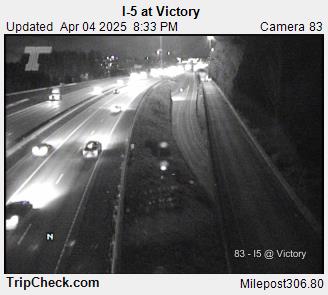 I-5 at Victory
Updated Apr 04 2025 8:33 PM Camera 83
T
N
83 - I5 @ Victory
TripCheck.com Milepost306.80